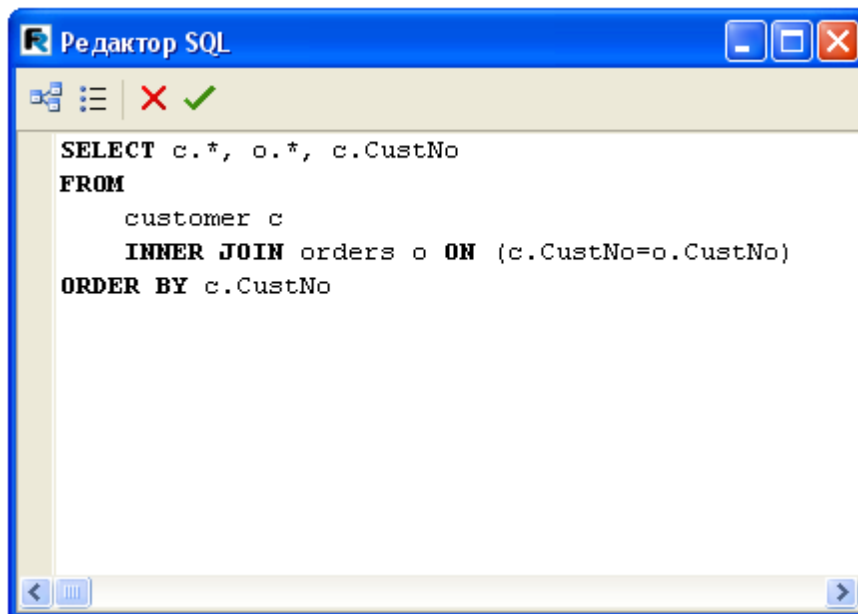 Редактор SQL
SELECT c.*, o.*, c.CustNo
FROM
customer c
INNER JOIN orders o ON (c.CustNo=o.CustNo)
ORDER BY c.CustNo